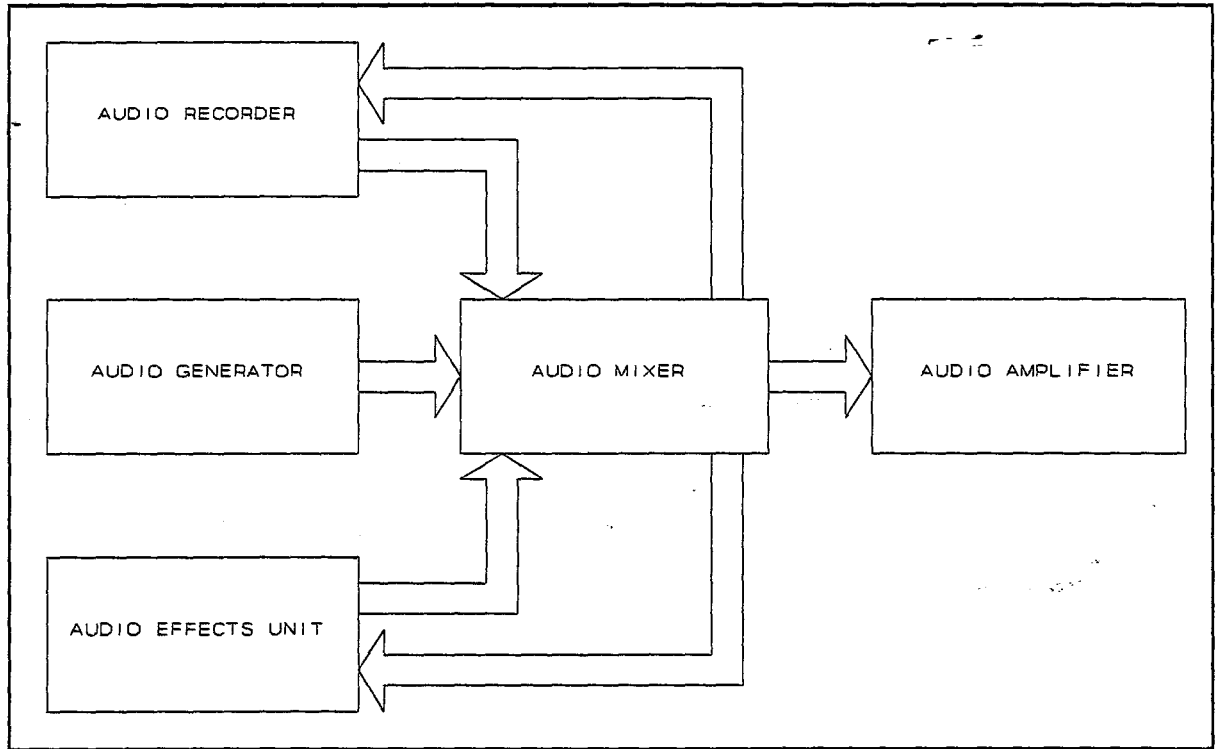 AUDIO RECORDER
AUDIO GENERATOR
AUDIO MIXER
AUDIO AMPLIFIER
AUDIO EFFECTS UNIT